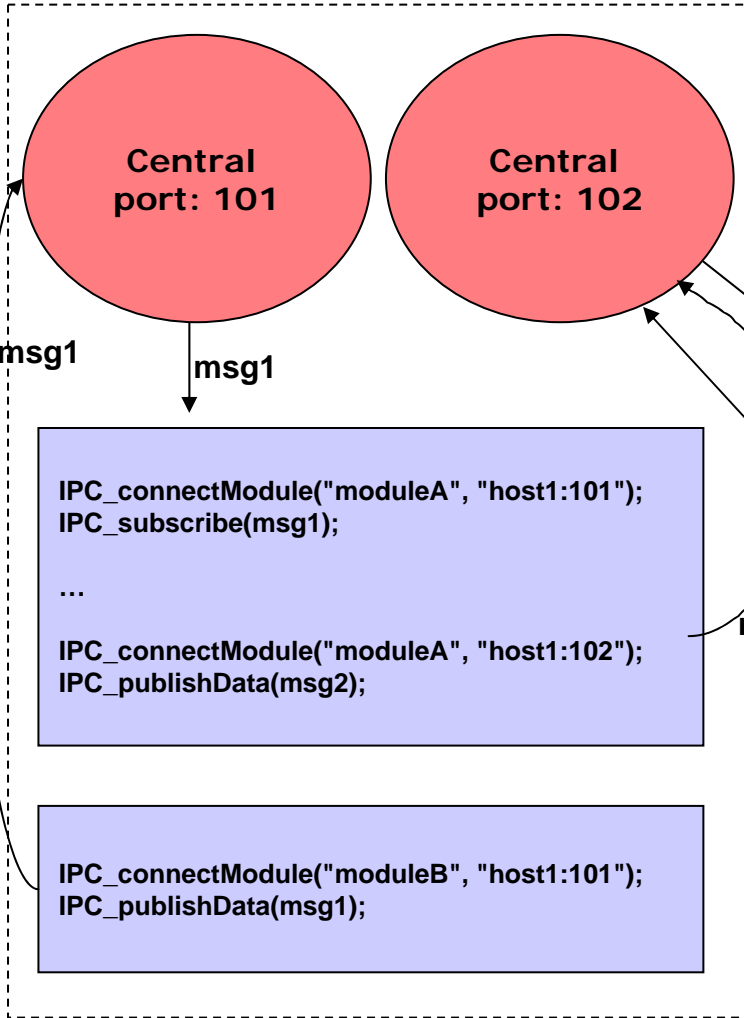 Central
port: 101
Central
port: 102
msg1
msg1
IPC_connectModule("moduleA", "host1:101");
IPC_subscribe(msg1);
…
IPC_connectModule("moduleA", "host1:102");
IPC_publishData(msg2);
IPC_connectModule("moduleB", "host1:101");
IPC_publishData(msg1);